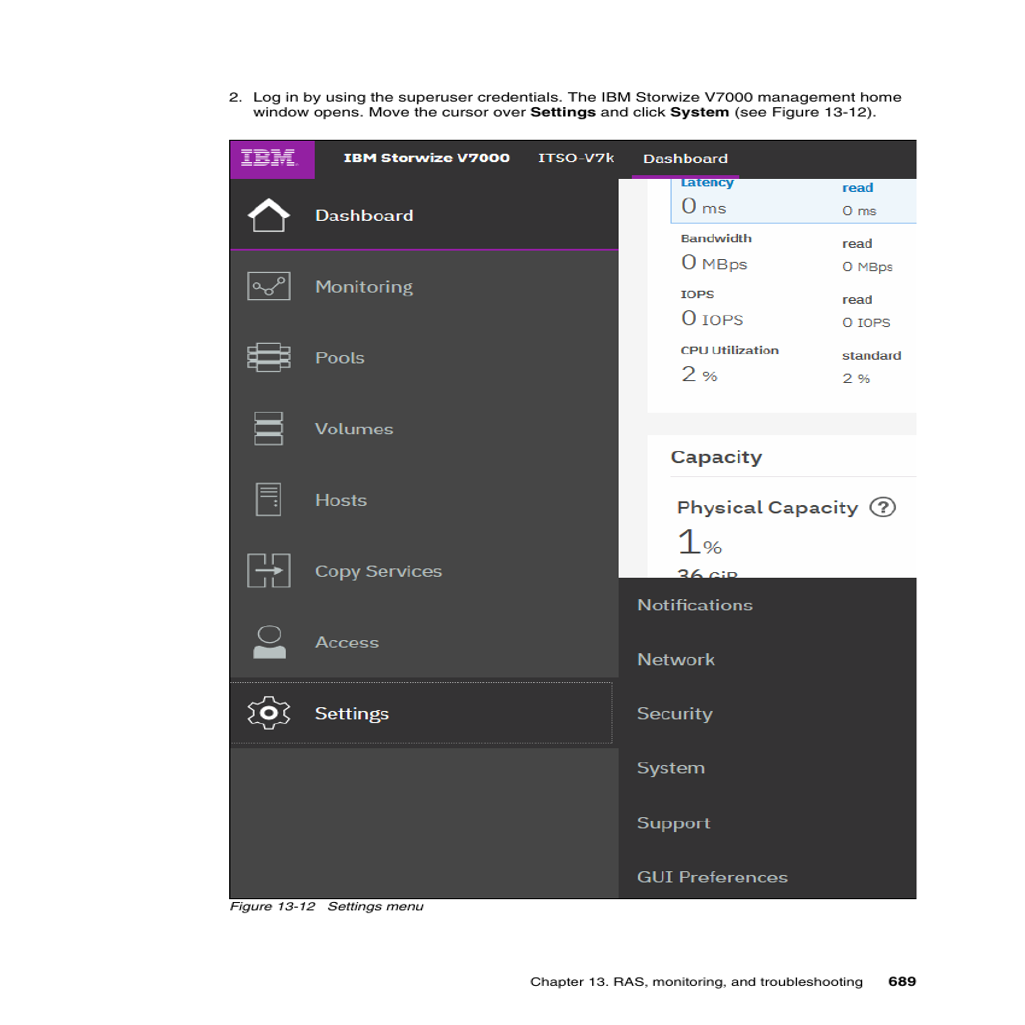 2. Log in by using the superuser credentials. The IBM Storwize V7000 management home
window opens. Move the cursor over Settings and click System (see Figure 13-12).
IBM. IBM Storwize V7000 ITSO-V7k Dashboard
Dashboard
Monitoring
Pools
Volumes
Hosts
Copy Services
Access
Settings
Latency read
0 ms 0 ms
Bandwidth read
0 MBps 0 MBps
IOPS read
0 IOPS 0 IOPS
CPU Utilization standard
2 % 2 %
Capacity
Physical Capacity ?
1%
36 GiB
Notifications
Network
Security
System
Support
GUI Preferences
Figure 13-12 Settings menu
Chapter 13. RAS, monitoring, and troubleshooting 689